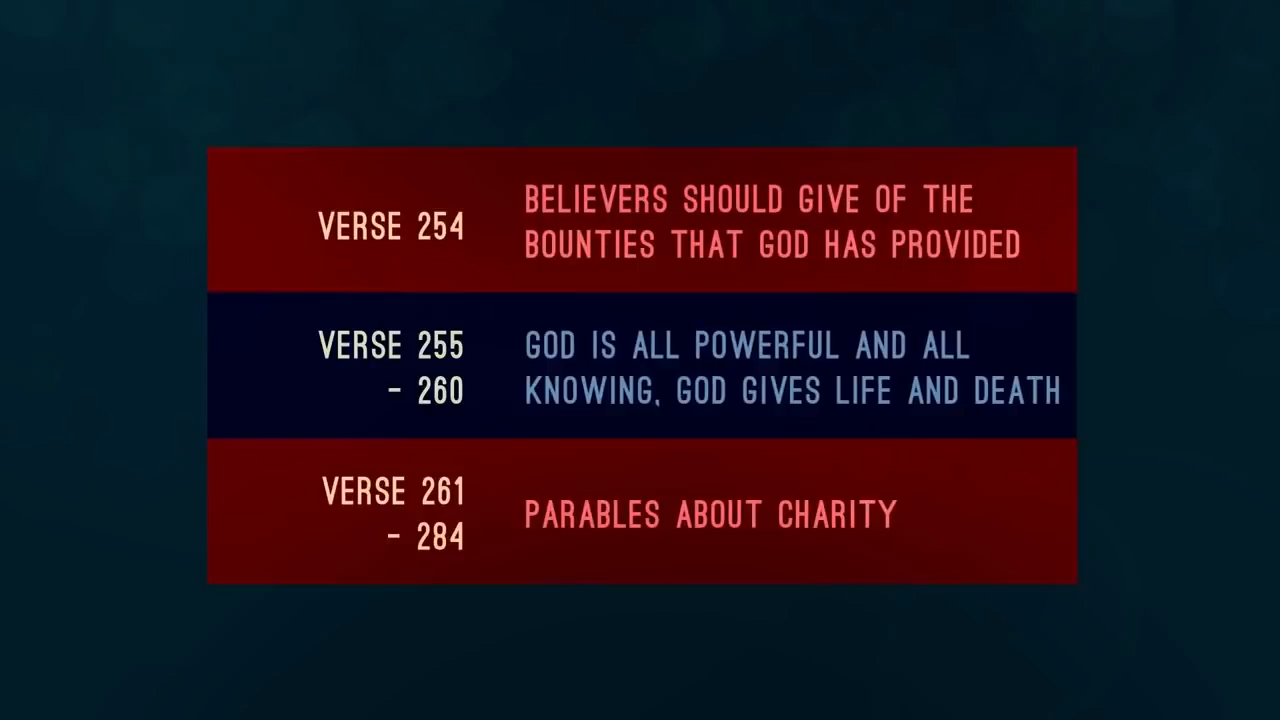 VERSE 254
BELIEVERS SHOULD GIVE OF THE
BOUNTIES THAT GOD HAS PROVIDED
VERSE 255
- 260
GOD IS ALL POWERFUL AND ALL
KNOWING, GOD GIVES LIFE AND DEATH
VERSE 261
- 284
PARABLES ABOUT CHARITY